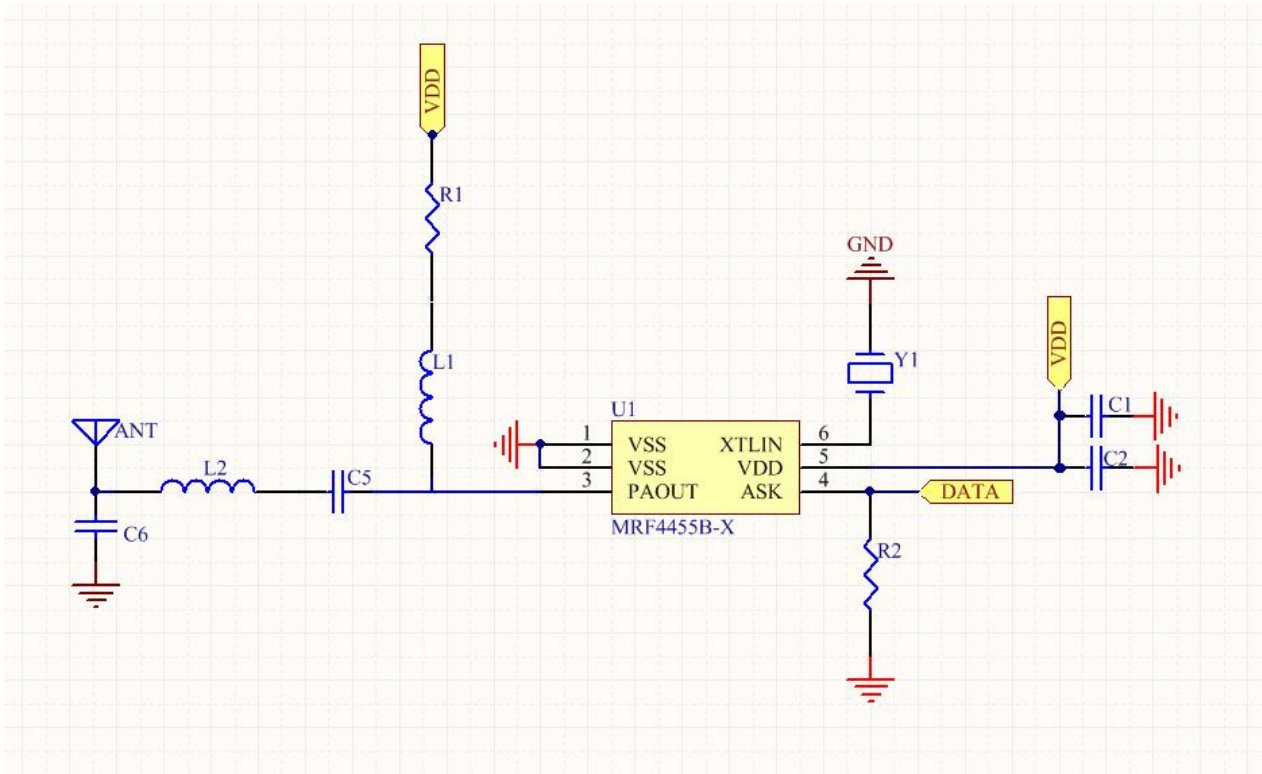 VDD
R1
GND
VDD
Y1
L1
C1
U1
ANT
1 VSS XTLIN 6
L2
C5
2 VSS VDD 5
C2
3 PAOUT ASK 4
DATA
C6
MRF4455B-X
R2